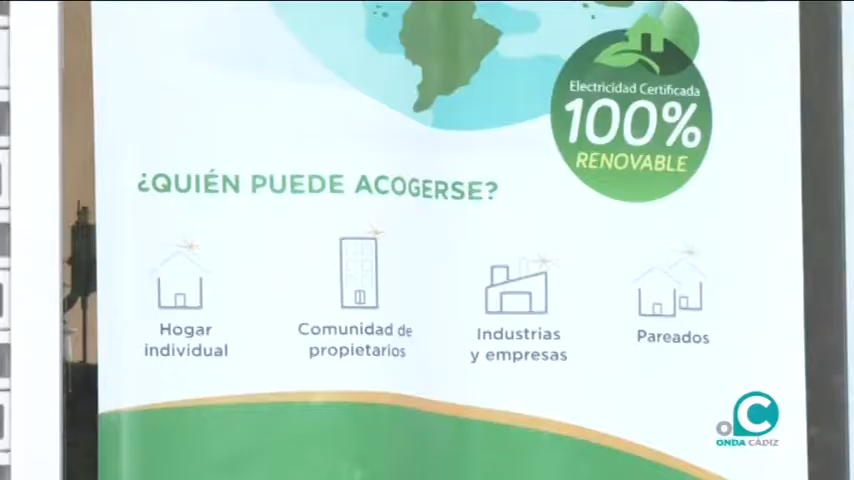 Electricidad Certificada
100%
RENOVABLE
¿QUIÉN PUEDE ACOGERSE?
Hogar
individual
Comunidad de
propietarios
Industrias
y empresas
Pareados
ONDA CÁDIZ